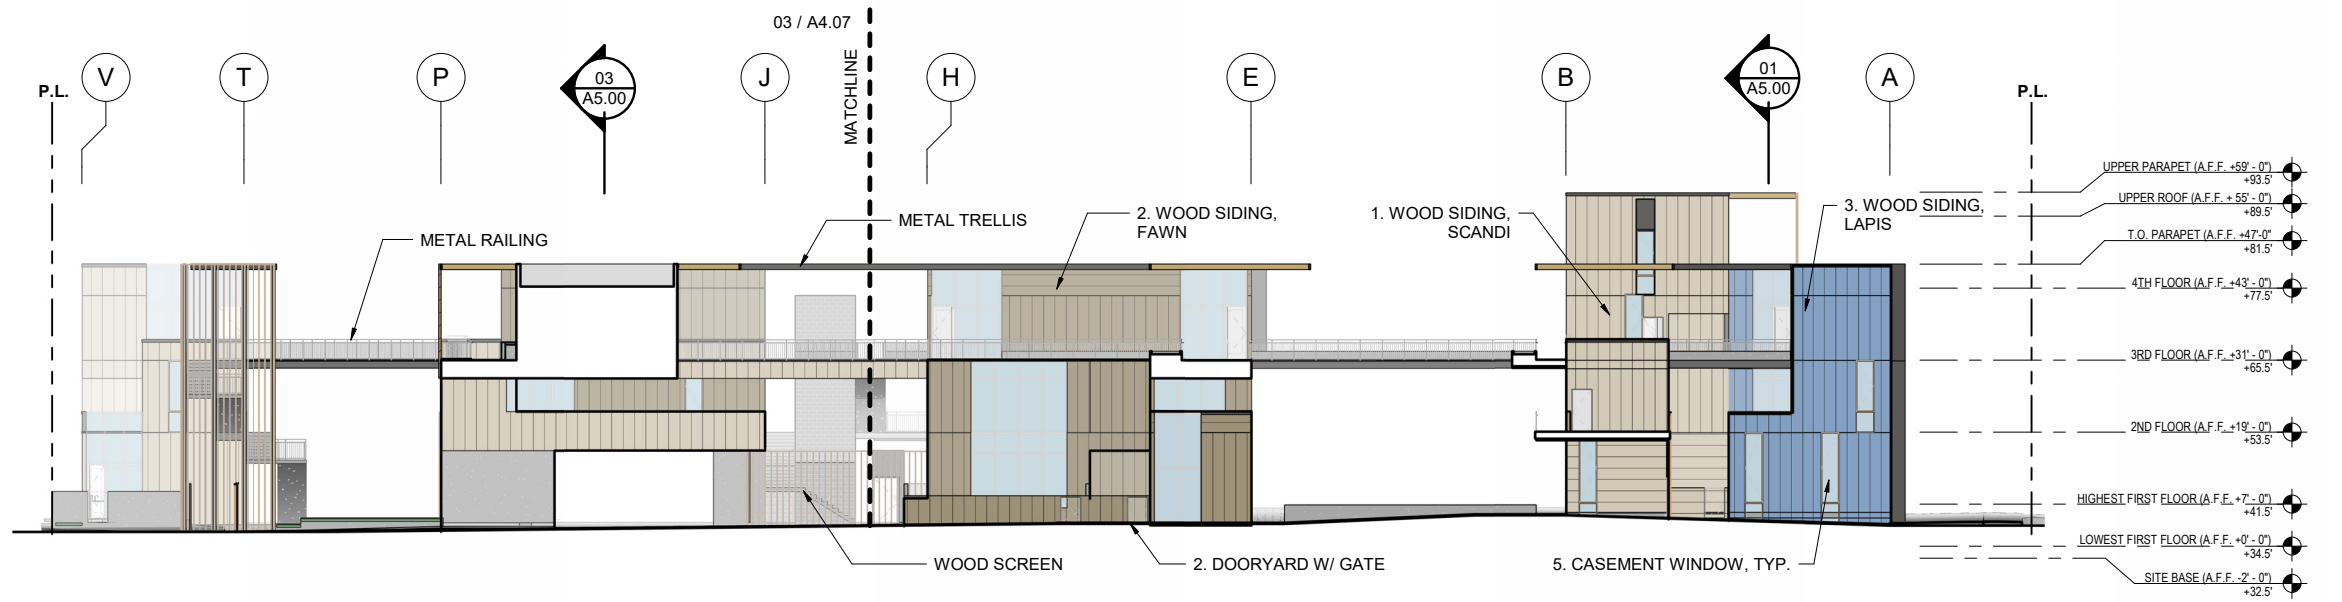 03 / A4.07
MATCHLINE
V
T
P
03
A5.00
J
H
E
B
01
A5.00
A
P.L.
P.L.
METAL RAILING
METAL TRELLIS
2. WOOD SIDING,
FAWN
1. WOOD SIDING,
SCANDI
3. WOOD SIDING,
LAPIS
UPPER PARAPET (A.F.F. +59' - 0")
+93.5'
UPPER ROOF (A.F.F. + 55' - 0")
+89.5'
T.O. PARAPET (A.F.F. +47'-0"
+81.5'
4TH FLOOR (A.F.F. +43' - 0")
+77.5'
3RD FLOOR (A.F.F. +31' - 0")
+65.5'
2ND FLOOR (A.F.F. +19' - 0")
+53.5'
HIGHEST FIRST FLOOR (A.F.F. +7' - 0")
+41.5'
LOWEST FIRST FLOOR (A.F.F. +0' - 0")
+34.5'
SITE BASE (A.F.F. -2' - 0")
+32.5'
WOOD SCREEN
2. DOORYARD W/ GATE
5. CASEMENT WINDOW, TYP.